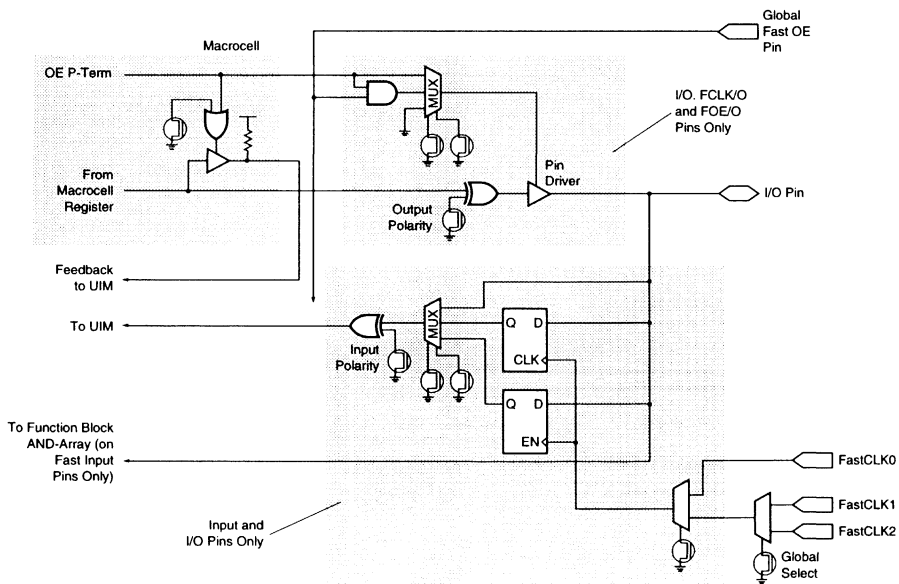 Global
Fast OE
Pin
Macrocell
OE P-Term
MUX
I/O. FCLK/O
and FOE/O
Pins Only
From
Macrocell
Register
Pin
Driver
Output
Polarity
I/O Pin
Feedback
to UIM
To UIM
Input
Polarity
MUX
Q D
CLK
Q D
EN
To Function Block
AND-Array (on
Fast Input
Pins Only)
FastCLK0
FastCLK1
FastCLK2
Input and
I/O Pins Only
Global
Select